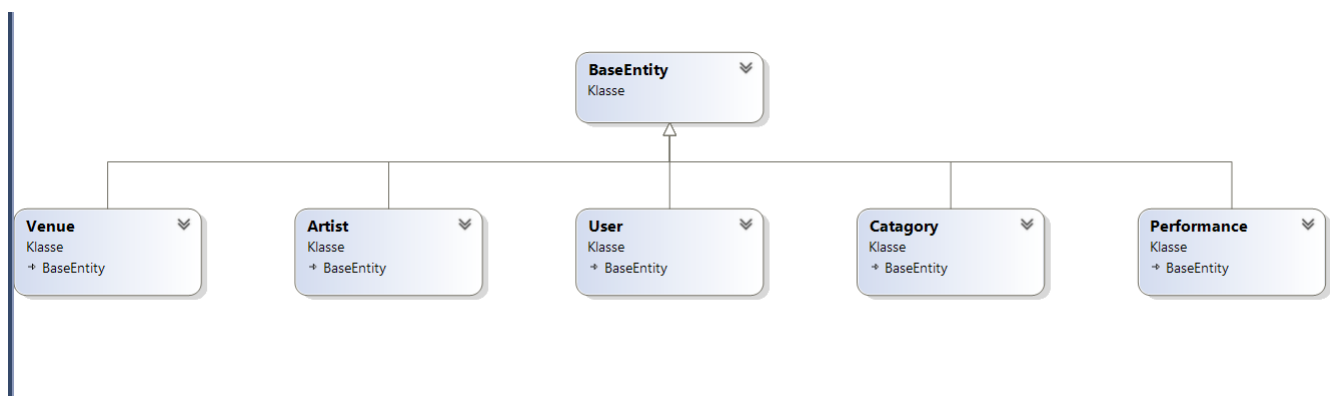 BaseEntity
Klasse
Venue
Klasse
BaseEntity
Artist
Klasse
BaseEntity
User
Klasse
BaseEntity
Catagory
Klasse
BaseEntity
Performance
Klasse
BaseEntity